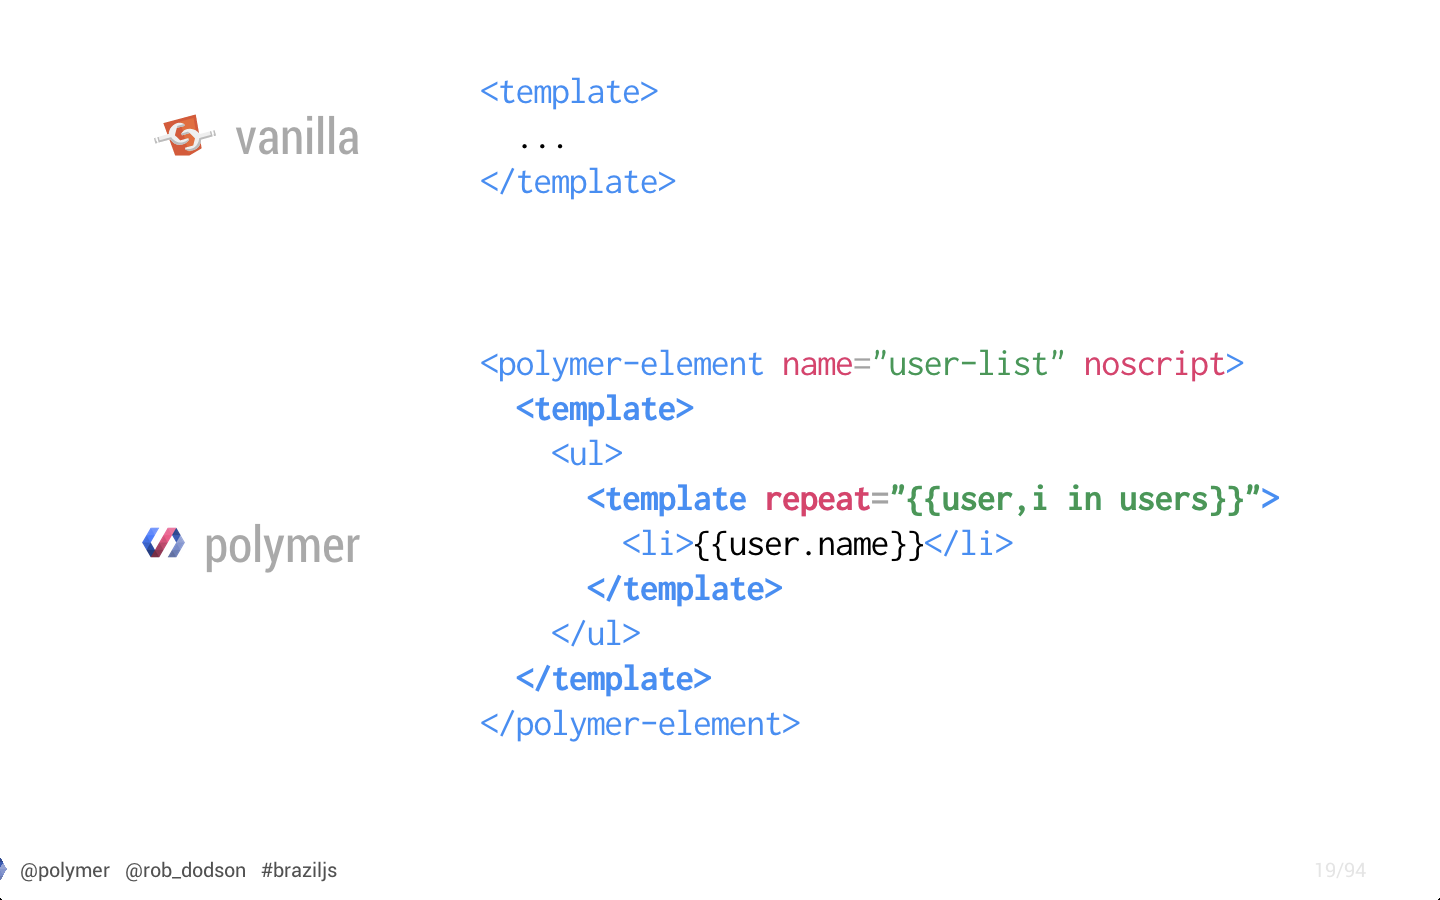 vanilla
<template>
  ...
</template>
polymer
<polymer-element name="user-list" noscript>
  <template>
    <ul>
      <template repeat="{{user,i in users}}">
        <li>{{user.name}}</li>
      </template>
    </ul>
  </template>
</polymer-element>
@polymer @rob_dodson #braziljs
19/94